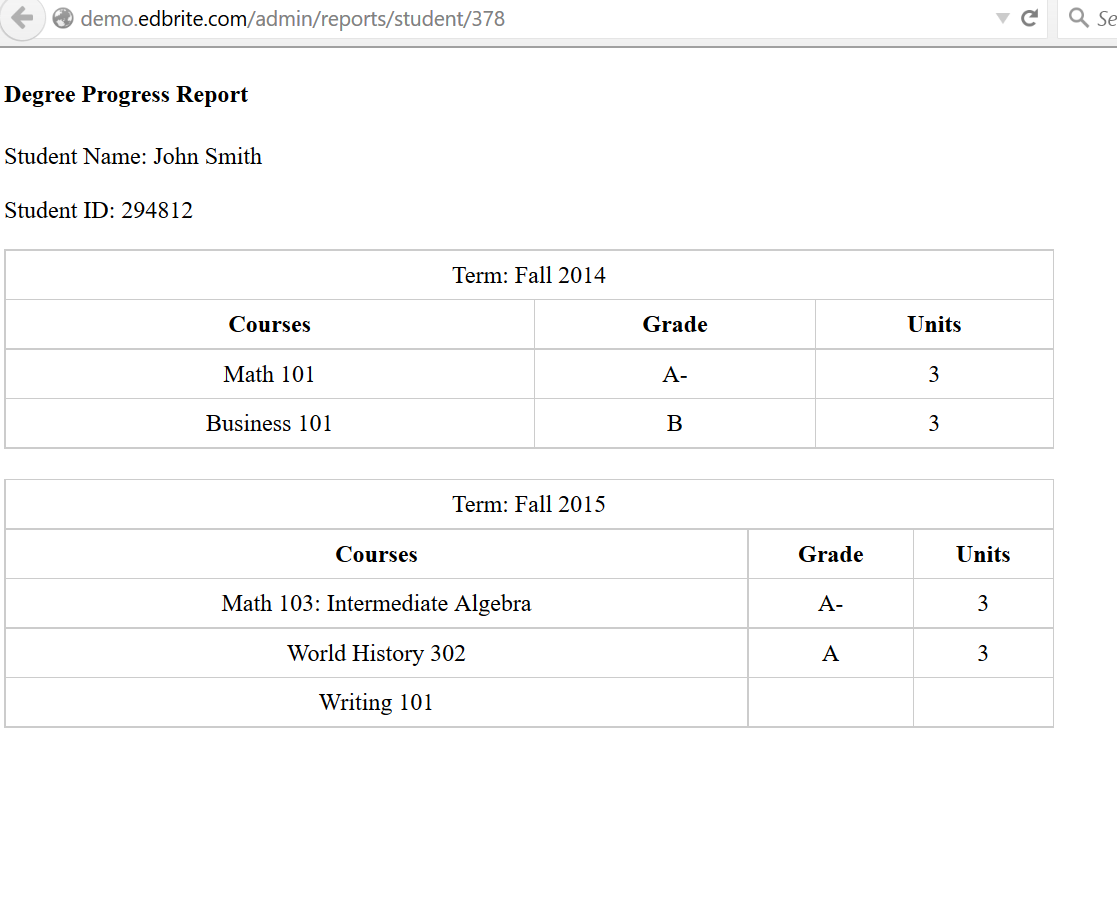 demo.edbrite.com/admin/reports/student/378
Se
Degree Progress Report
Student Name: John Smith
Student ID: 294812
Term: Fall 2014
Courses Grade Units
Math 101 A- 3
Business 101 B 3
Term: Fall 2015
Courses Grade Units
Math 103: Intermediate Algebra A- 3
World History 302 A 3
Writing 101